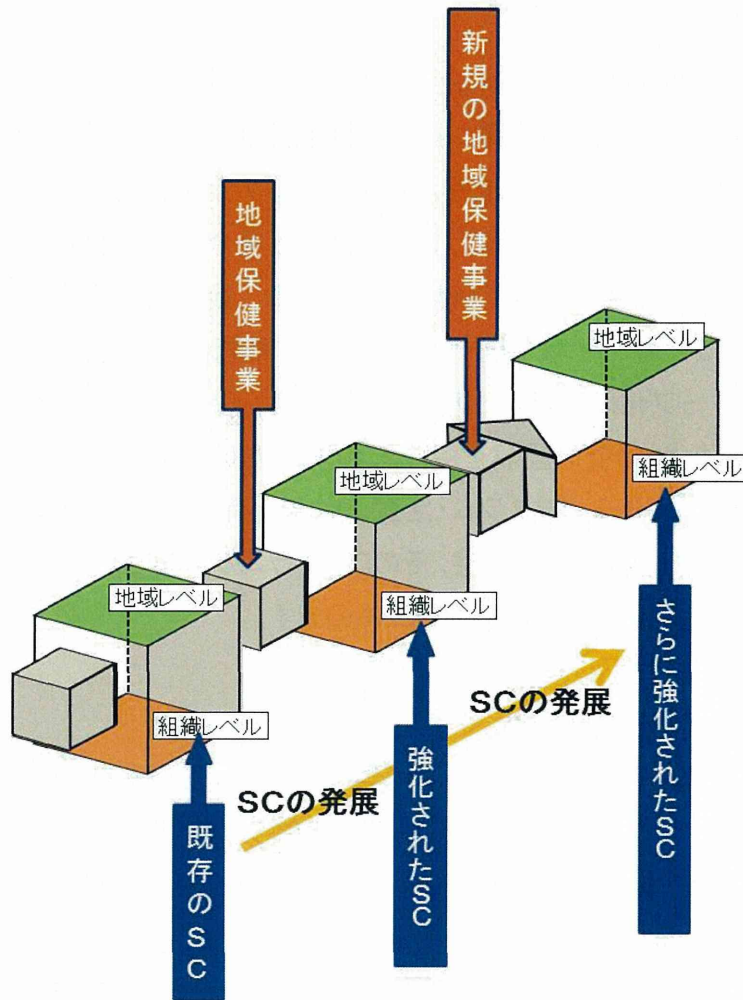 新規の地域保健事業
地域保健事業
地域レベル
組織レベル
地域レベル
組織レベル
地域レベル
組織レベル
SCの発展
SCの発展
既存のSC
強化されたSC
さらに強化されたSC